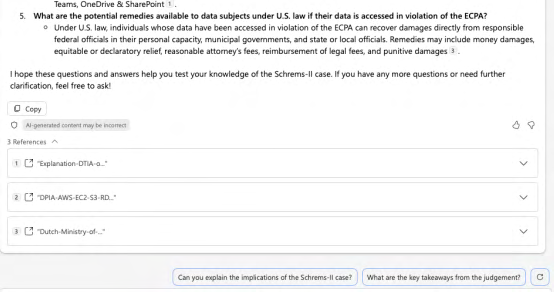 Teams, OneDrive & SharePoint 1 .
5. What are the potential remedies available to data subjects under U.S. law if their data is accessed in violation of the ECPA?
Under U.S. law, individuals whose data have been accessed in violation of the ECPA can recover damages directly from responsible
federal officials in their personal capacity, municipal governments, and state or local officials. Remedies may include money damages,
equitable or declaratory relief, reasonable attorney's fees, reimbursement of legal fees, and punitive damages 3 .
I hope these questions and answers help you test your knowledge of the Schrems-II case. If you have any more questions or need further
clarification, feel free to ask!
Copy
AI-generated content may be incorrect
3 References
1 "Explanation-DTIA-o..."
2 "DPIA-AWS-EC2-S3-RD..."
3 "Dutch-Ministry-of-..."
Can you explain the implications of the Schrems-II case? What are the key takeaways from the judgement?